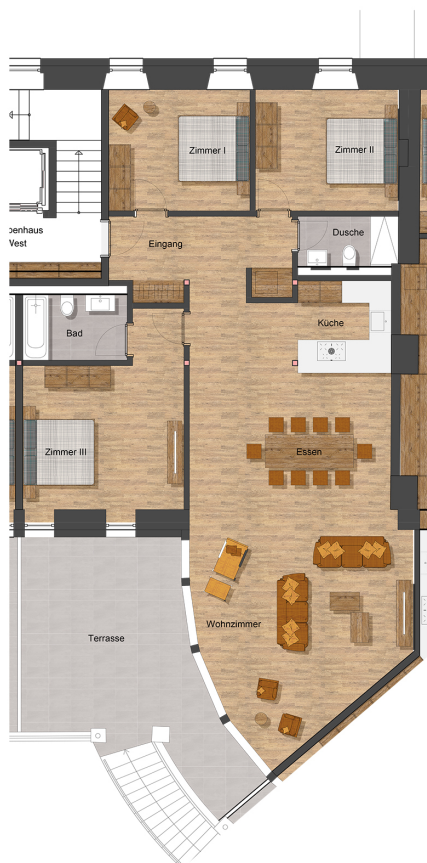 Zimmer I
Zimmer II
penhaus
West
Eingang
Dusche
Küche
Bad
Zimmer III
Essen
Wohnzimmer
Terrasse